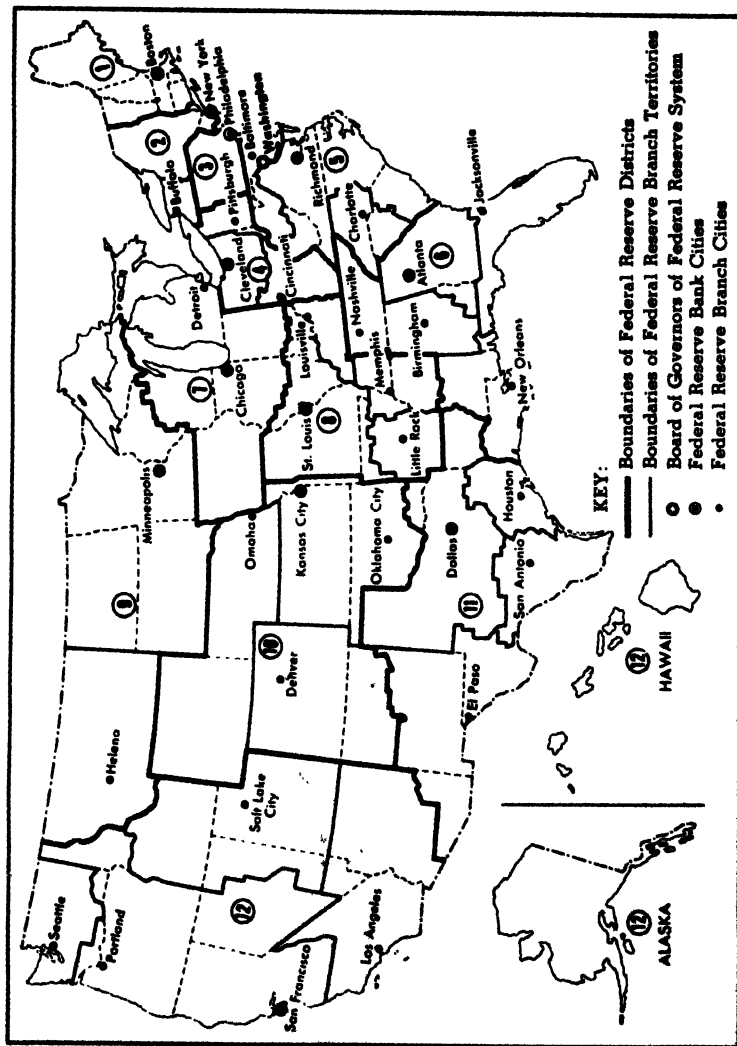 1
Boston
2
New York
Buffalo
3
Philadelphia
Pittsburgh
Baltimore
Washington
Cleveland
4
Cincinnati
Richmond
5
Charlotte
Detroit
7
Chicago
Louisville
Nashville
Memphis
Atlanta
6
Birmingham
Jacksonville
New Orleans
St. Louis
8
Little Rock
Minneapolis
9
Omaha
Kansas City
Oklahoma City
10
Denver
Dallas
11
Houston
San Antonio
El Paso
Helena
Salt Lake
City
Seattle
Portland
12
San Francisco
Los Angeles
12
ALASKA
12
HAWAII
KEY:
Boundaries of Federal Reserve Districts
Boundaries of Federal Reserve Branch Territories
Board of Governors of Federal Reserve System
Federal Reserve Bank Cities
Federal Reserve Branch Cities